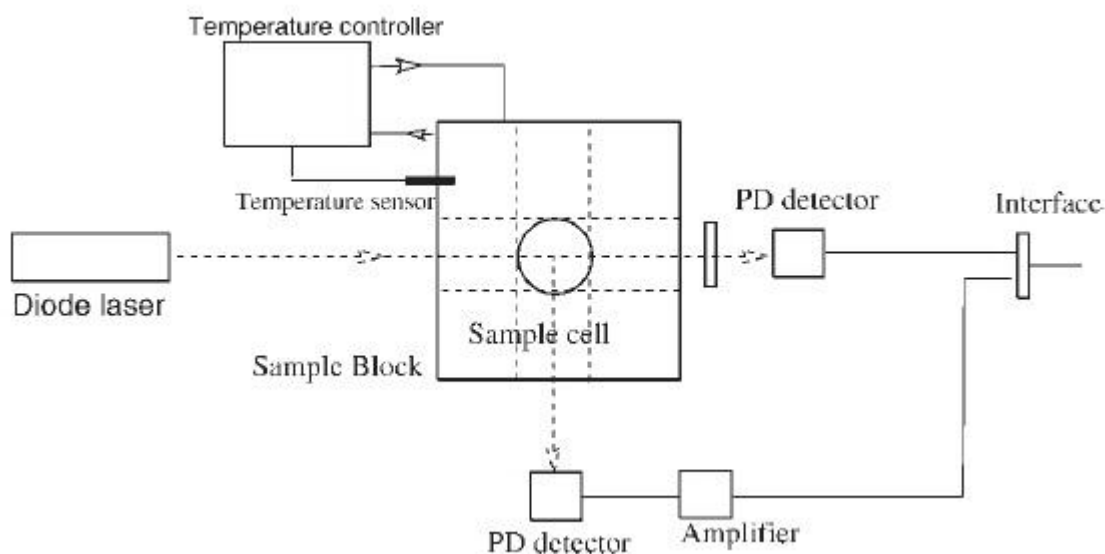 Temperature controller
Temperature sensor
PD detector
Interface
Diode laser
Sample cell
Sample Block
PD detector
Amplifier